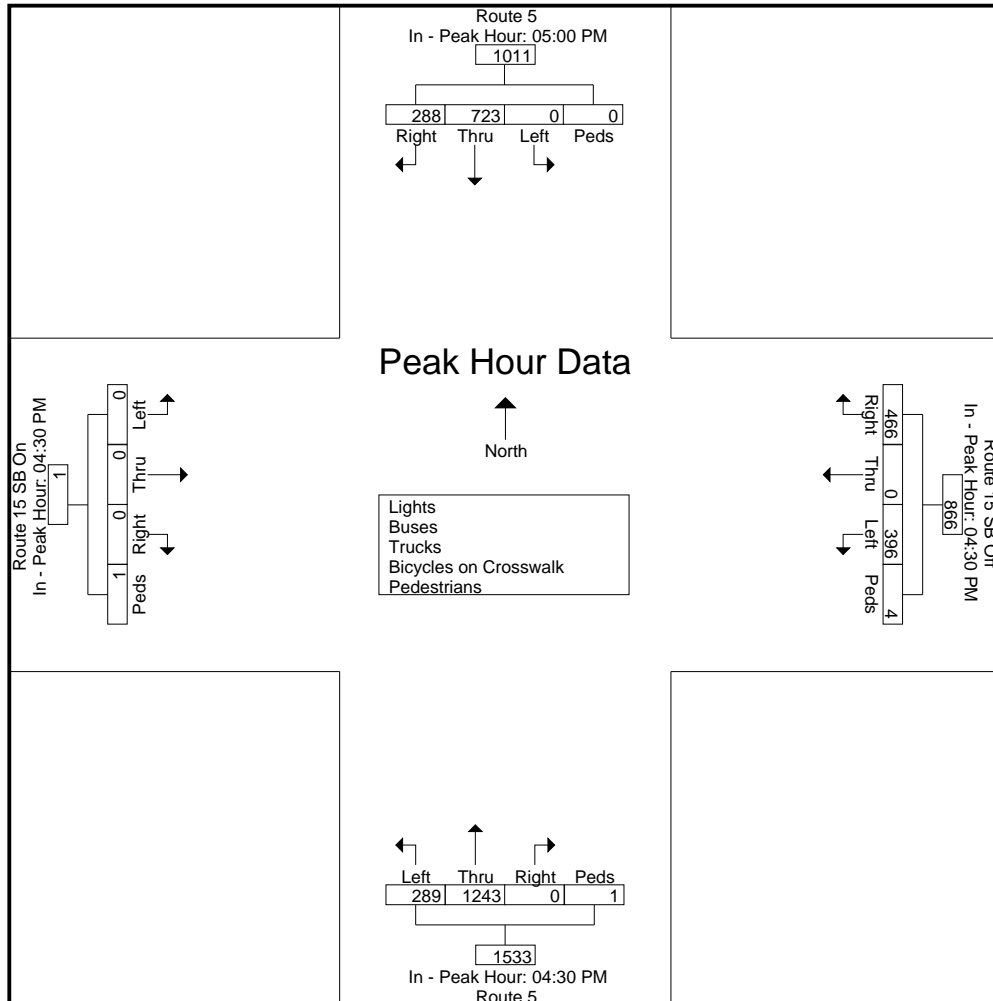 Route 5
In - Peak Hour: 05:00 PM
1011
288 723 0 0
Right Thru Left Peds
Peak Hour Data
North
Lights
Buses
Trucks
Bicycles on Crosswalk
Pedestrians
Route 15 SB On
In - Peak Hour: 04:30 PM
1
0 0 0 1
Left Thru Right Peds
Route 15 SB Off
In - Peak Hour: 04:30 PM
866
466 0 396 4
Right Thru Left Peds
Left Thru Right Peds
289 1243 0 1
1533
In - Peak Hour: 04:30 PM
Route 5